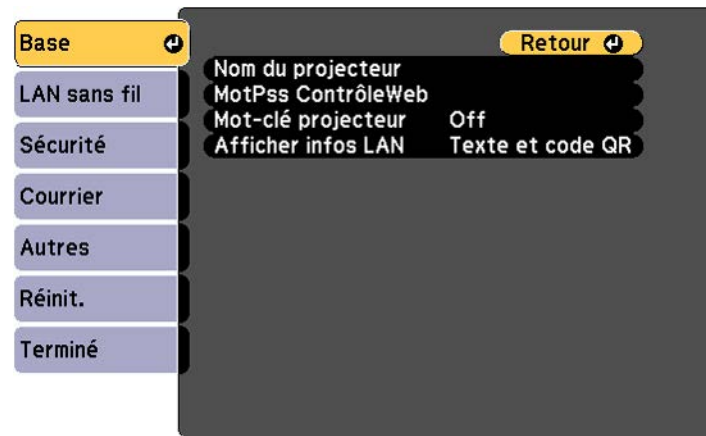 Base
LAN sans fil
Sécurité
Courrier
Autres
Réinit.
Terminé
Retour
Nom du projecteur
MotPss ContrôleWeb
Mot-clé projecteur Off
Afficher infos LAN Texte et code QR